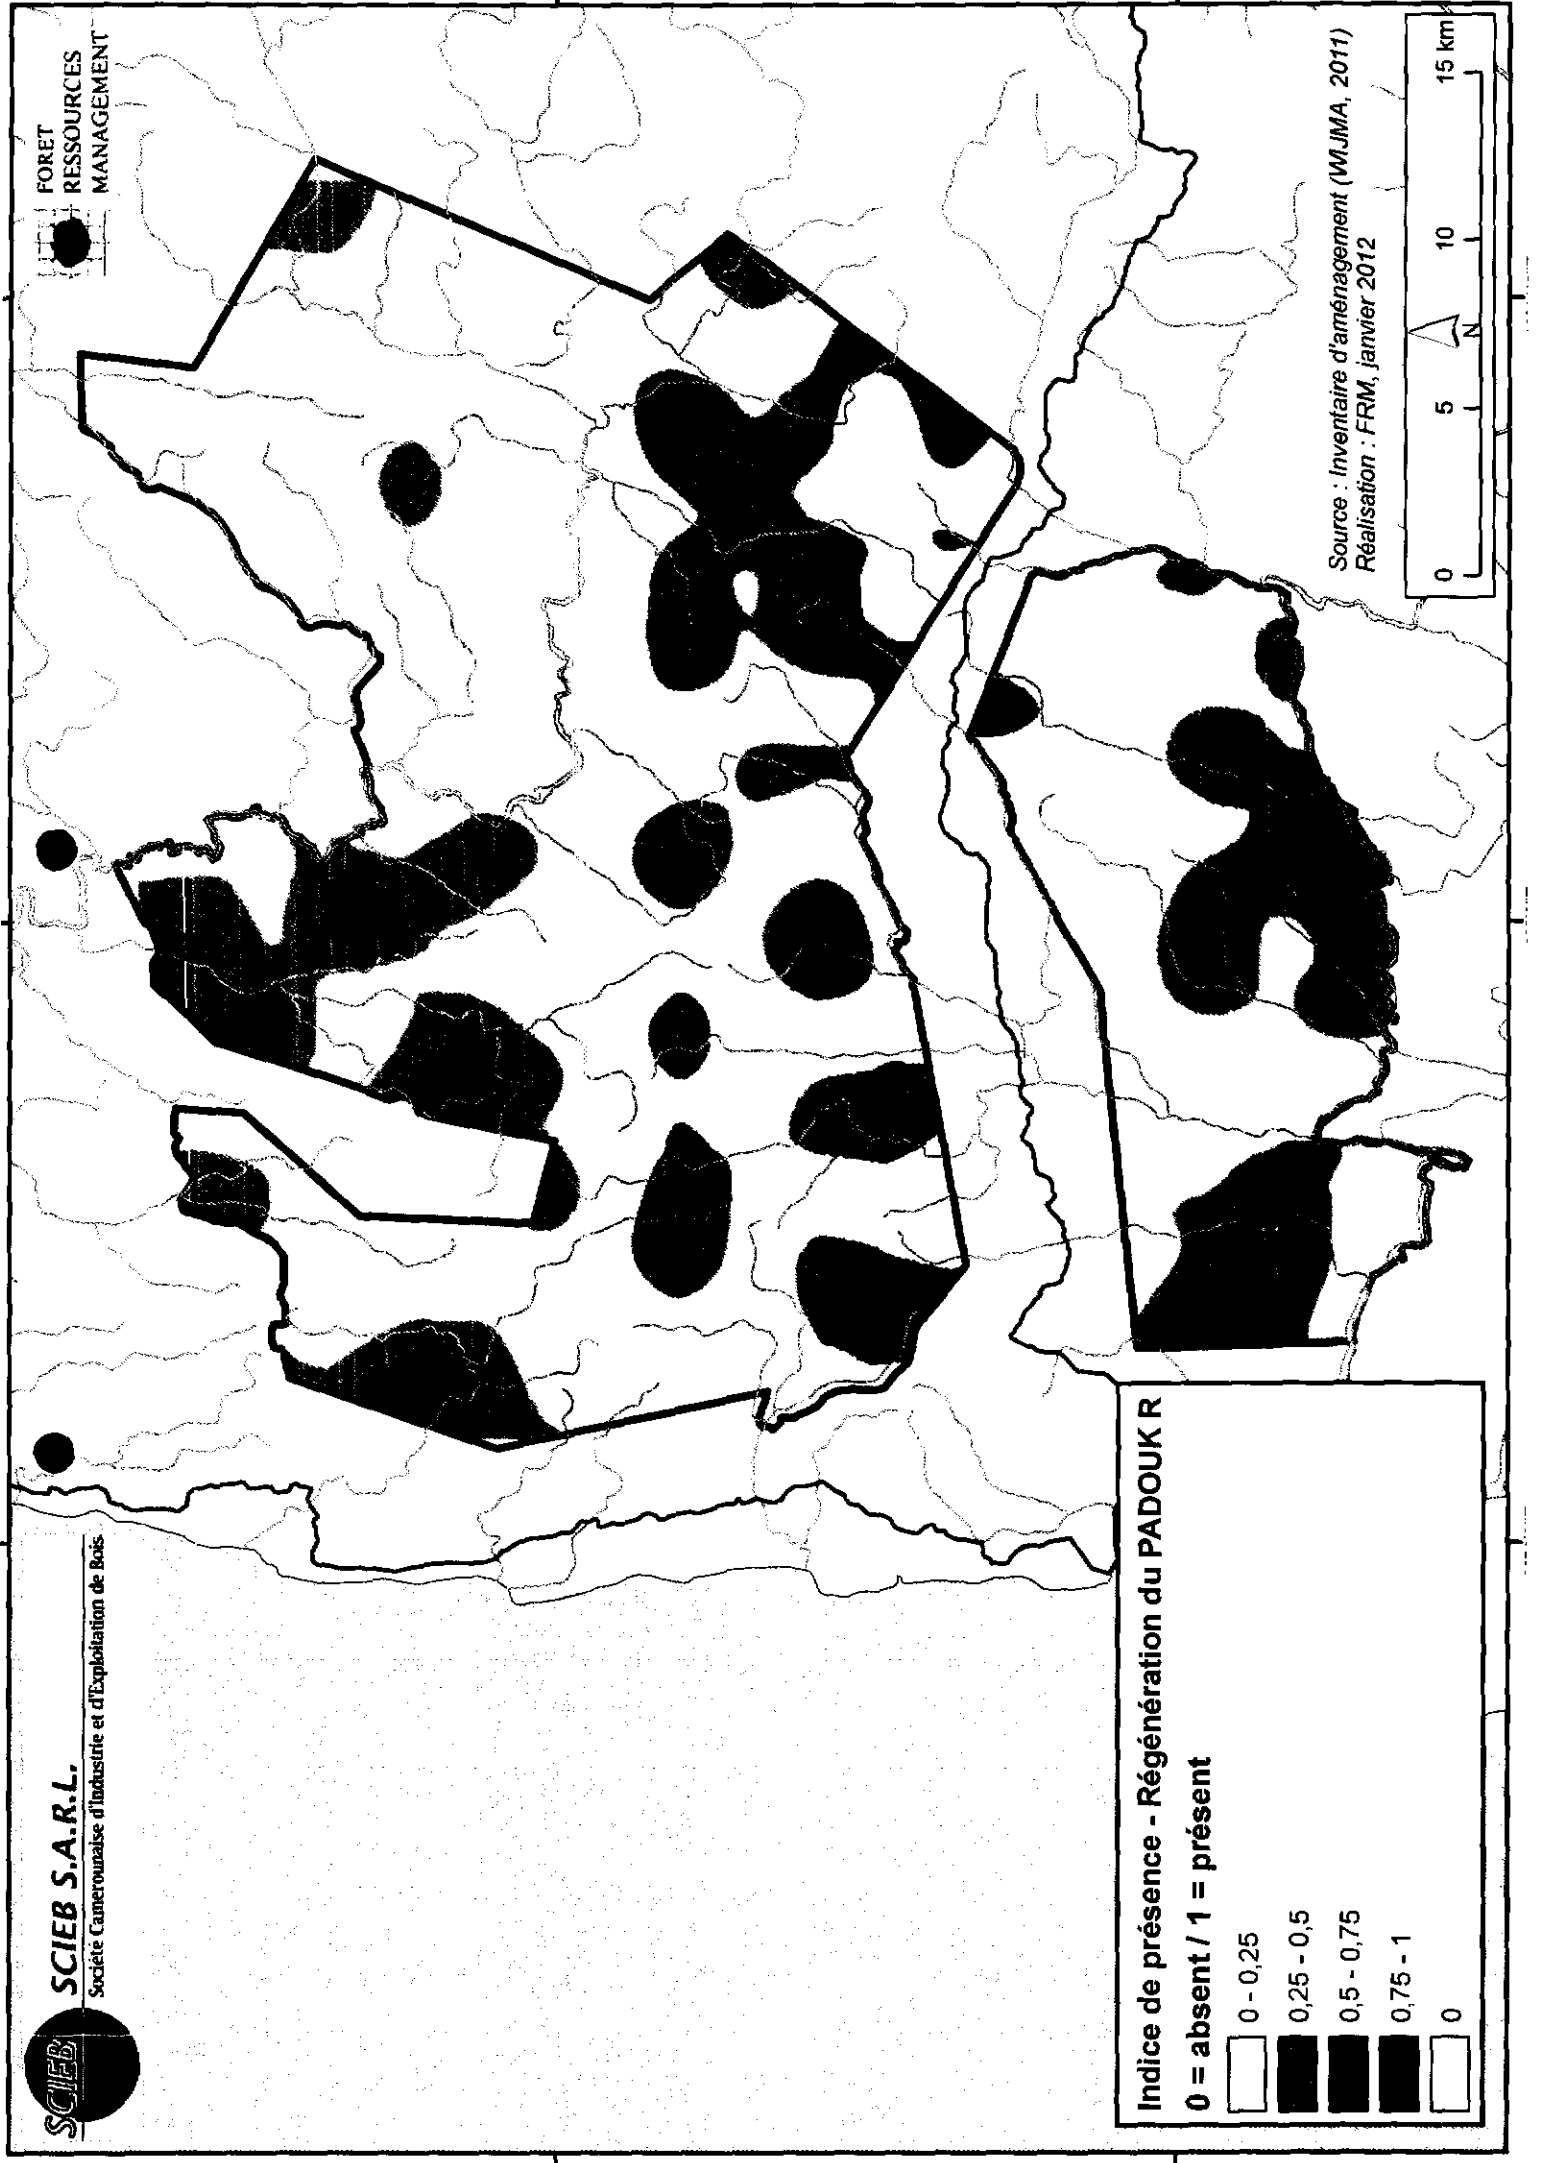 SCIEB
SCIEB S.A.R.L.
Société Camerounaise d'Industrie et d'Exploitation de Bois
FORET
RESSOURCES
MANAGEMENT
Indice de présence - Régénération du PADOUK R
0 = absent / 1 = présent
0 - 0,25
0,25 - 0,5
0,5 - 0,75
0,75 - 1
0
Source : Inventaire d'aménagement (WIJMA, 2011)
Réalisation : FRM, janvier 2012
0 5 10 15 km
N